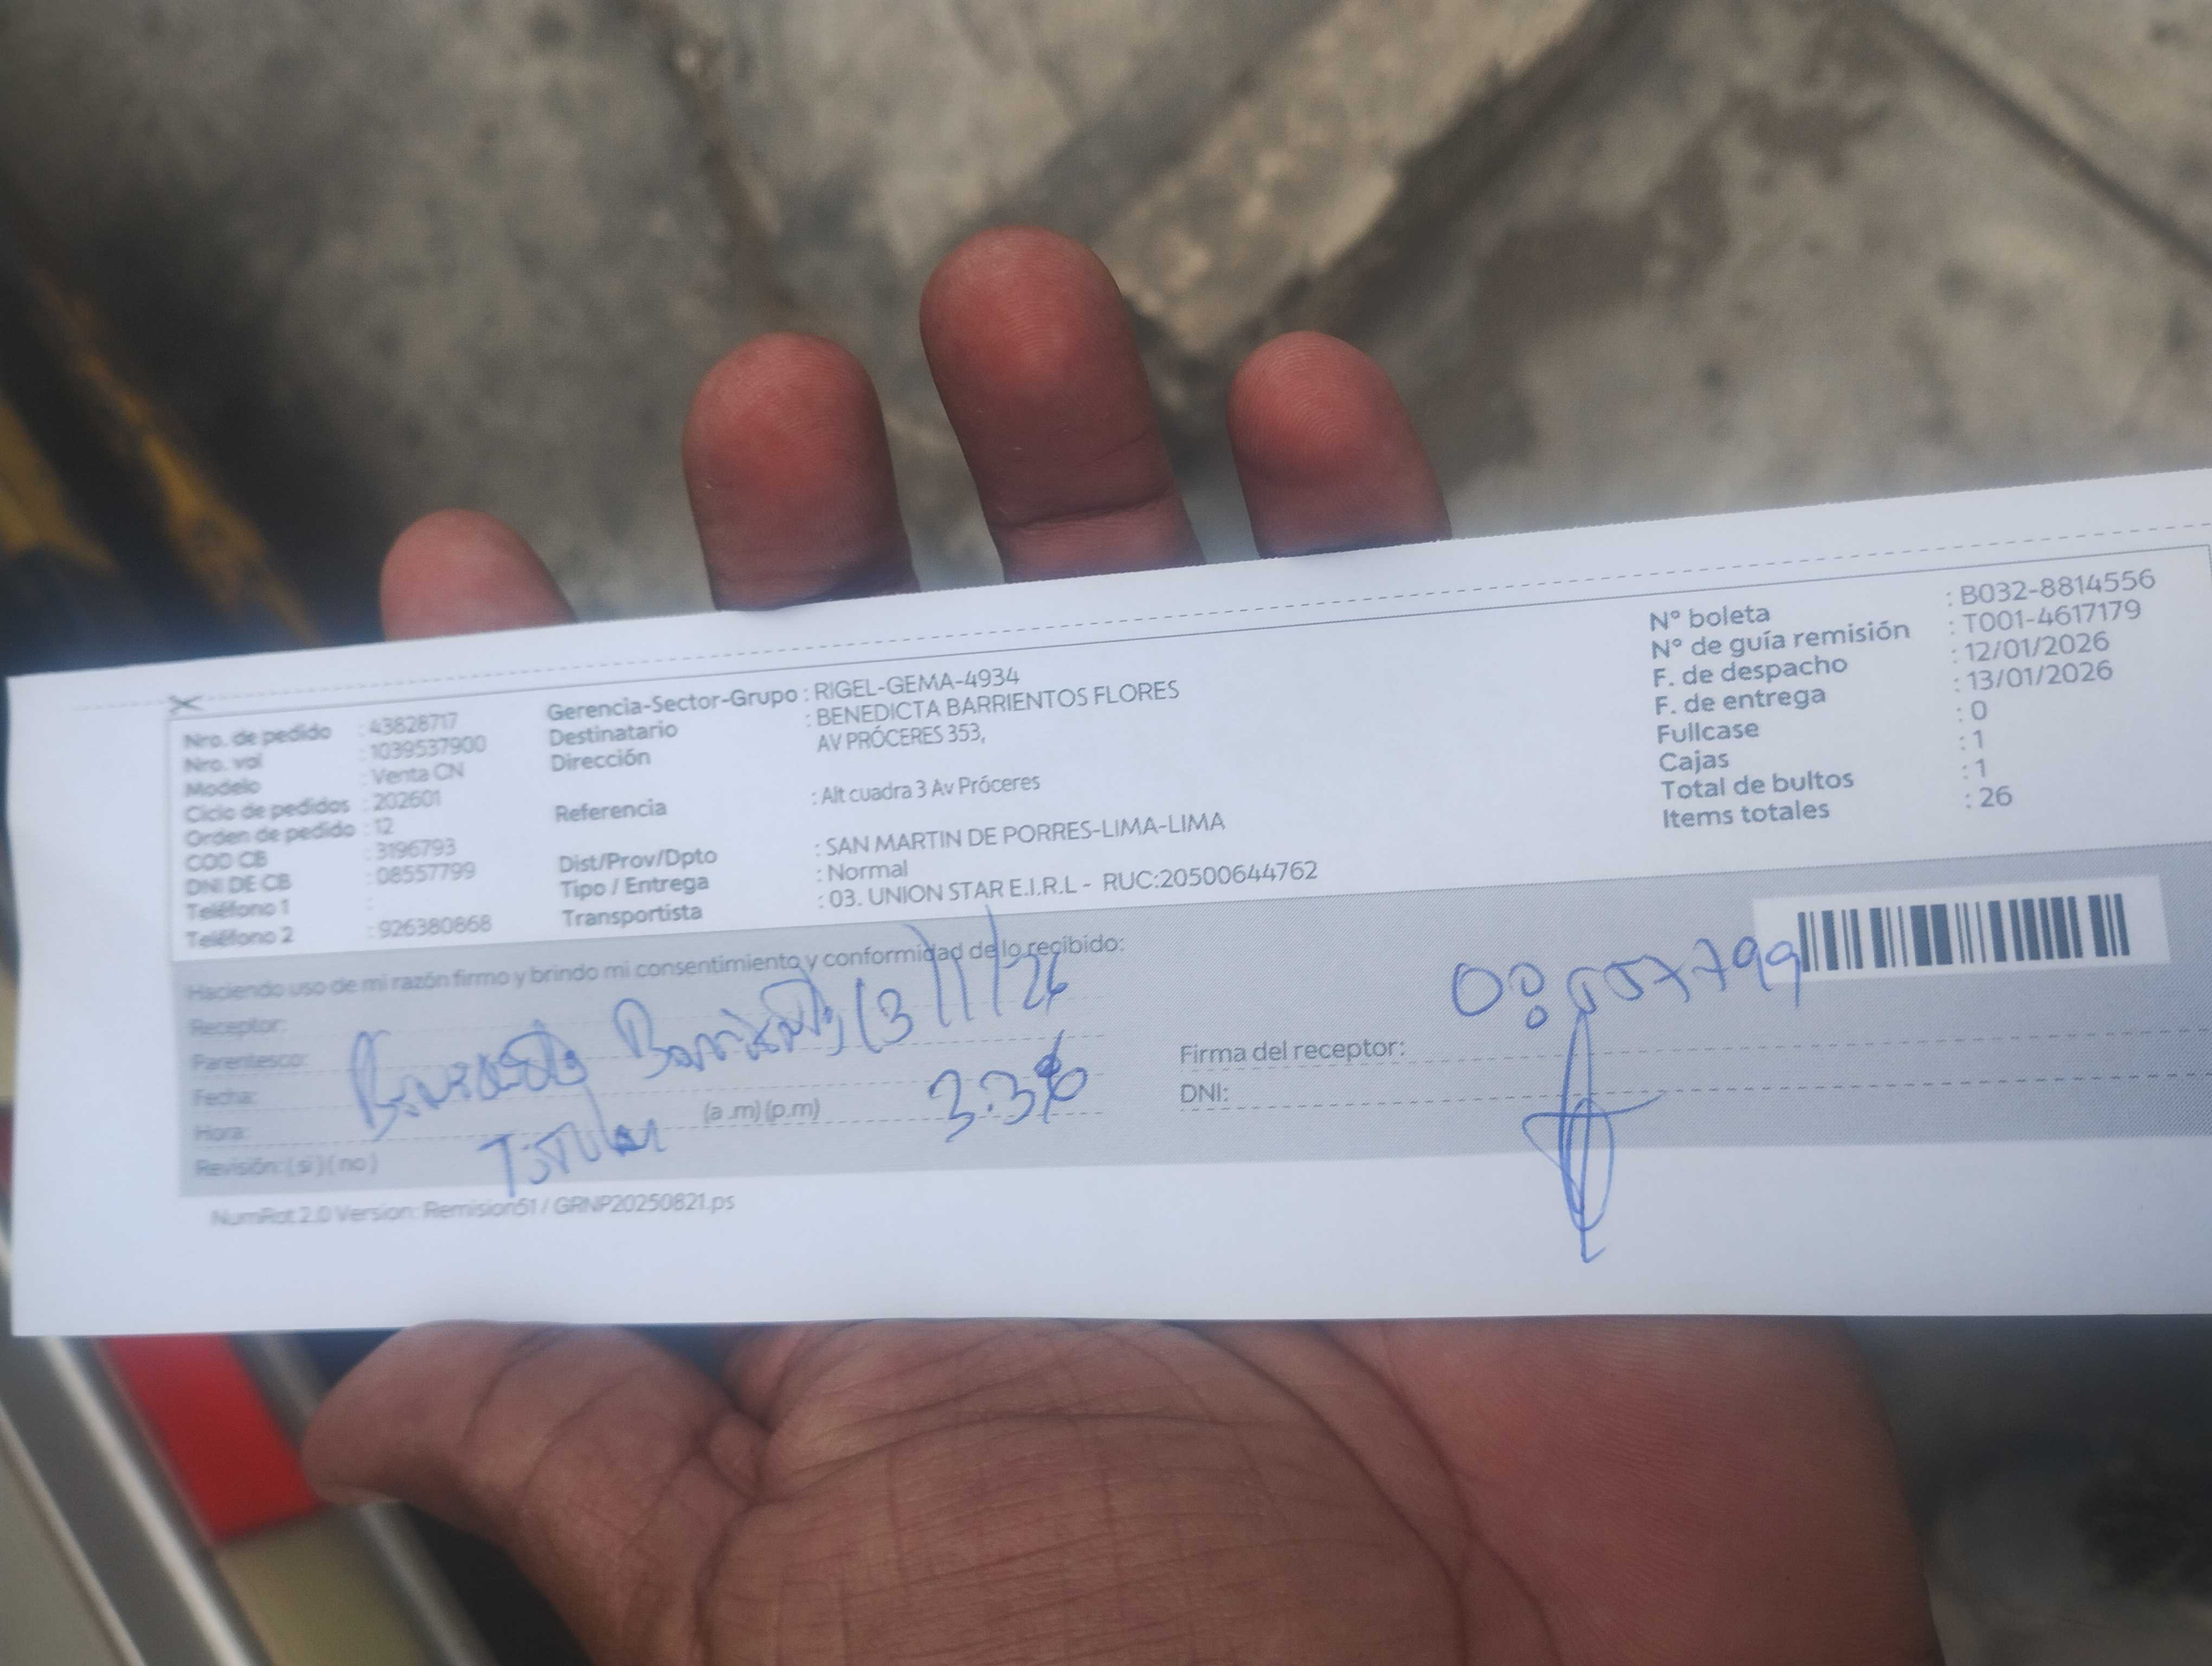 Nro. de pedido : 43828717
Nro. vol : 1039537900
Modelo : Venta CN
Ciclo de pedidos : 202601
Orden de pedido : 12
COD CB : 3196793
DNI DE CB : 08557799
Teléfono 1 :
Teléfono 2 : 926380868
Gerencia-Sector-Grupo : RIGEL-GEMA-4934
Destinatario : BENEDICTA BARRIENTOS FLORES
Dirección AV PRÓCERES 353,
Referencia : Alt cuadra 3 Av Próceres
Dist/Prov/Dpto : SAN MARTIN DE PORRES-LIMA-LIMA
Tipo / Entrega : Normal
Transportista : 03. UNION STAR E.I.R.L - RUC:20500644762
N° boleta : B032-8814556
N° de guía remisión : T001-4617179
F. de despacho : 12/01/2026
F. de entrega : 13/01/2026
Fullcase : 0
Cajas : 1
Total de bultos : 1
Items totales : 26
Haciendo uso de mi razón firmo y brindo mi consentimiento y conformidad de lo recibido:
Receptor:
Parentesco:
Fecha:
Hora: (a .m) (p.m)
Revisión: ( si ) ( no )
13/1/26
Titular
Firma del receptor:
DNI:
08557799
NumRot 2.0 Version: Remision61 / GRNP20250821.ps